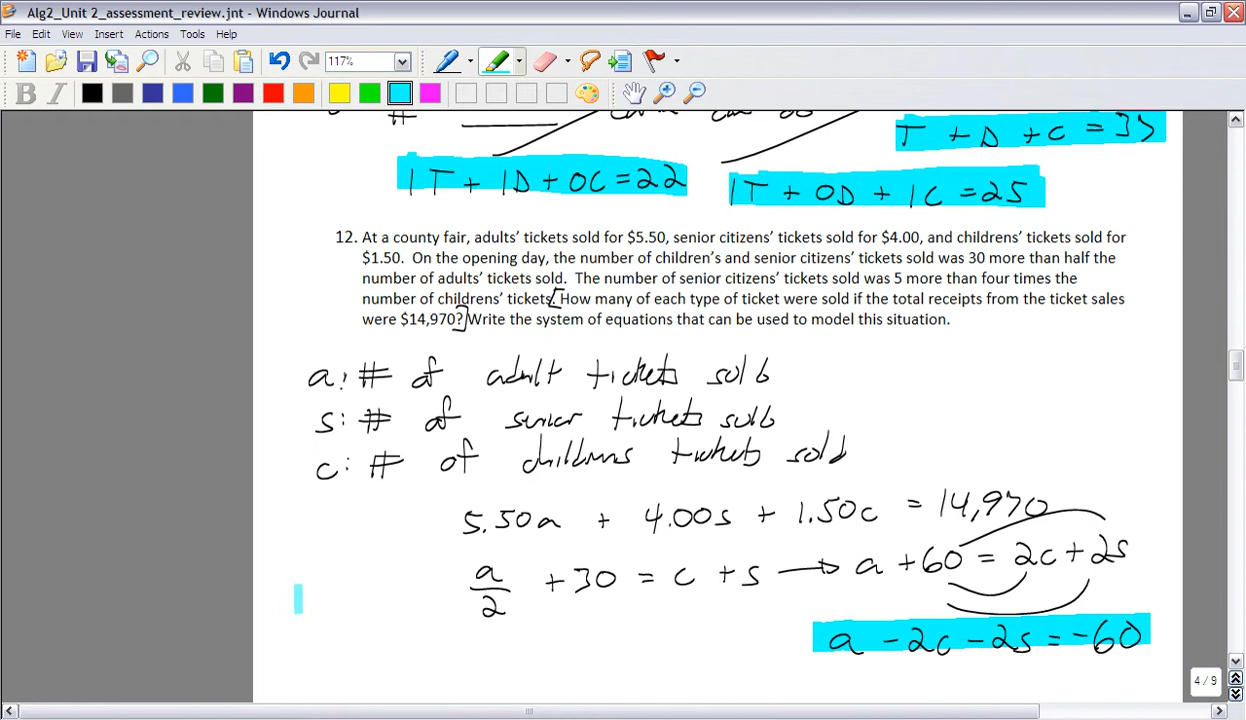 Alg2_Unit 2_assessment_review.jnt - Windows Journal
File Edit View Insert Actions Tools Help
117%
B I
#
T + D + C = 35
1T + 1D + 0C = 22
1T + 0D + 1C = 25
12. At a county fair, adults' tickets sold for $5.50, senior citizens' tickets sold for $4.00, and childrens' tickets sold for
$1.50. On the opening day, the number of children's and senior citizens' tickets sold was 30 more than half the
number of adults' tickets sold. The number of senior citizens' tickets sold was 5 more than four times the
number of childrens' tickets. [How many of each type of ticket were sold if the total receipts from the ticket sales
were $14,970?] Write the system of equations that can be used to model this situation.
a: # of adult tickets sold
s: # of senior tickets sold
c: # of childrens tickets sold
5.50a + 4.00s + 1.50c = 14,970
a/2 + 30 = c + s → a + 60 = 2c + 2s
a - 2c - 2s = -60
4 / 9